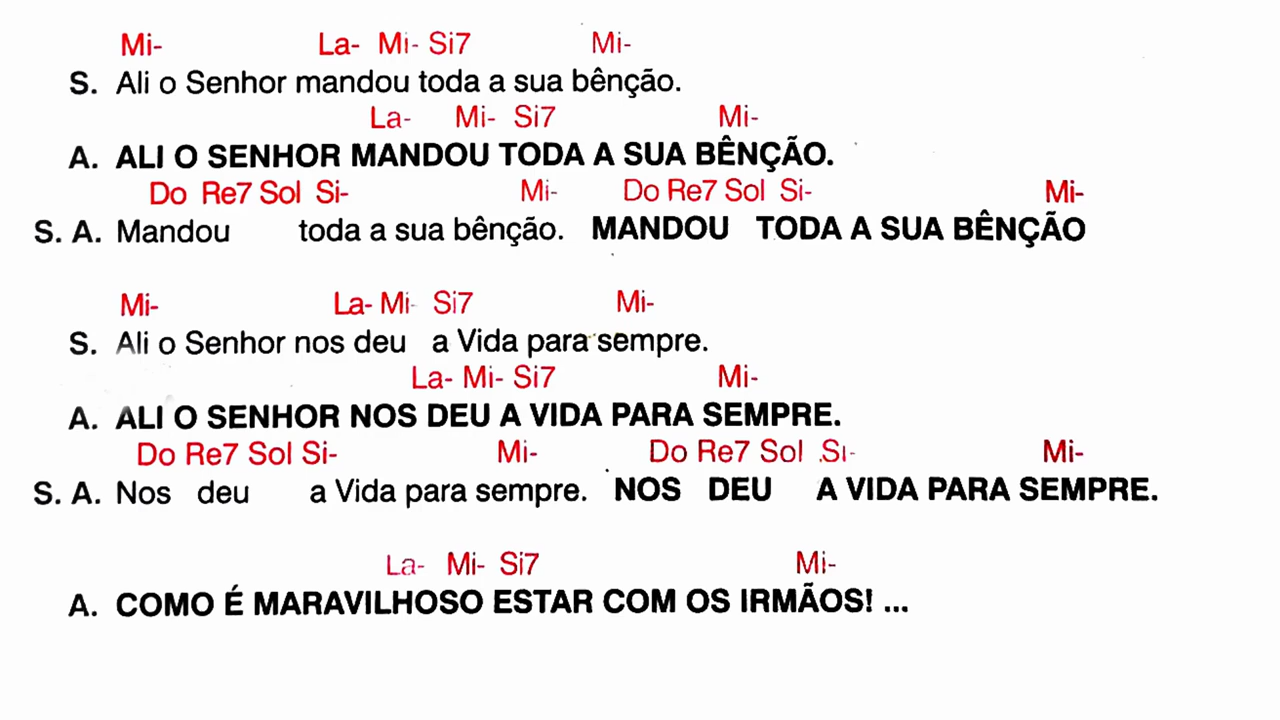 Mi- La- Mi- Si7 Mi-
S. Ali o Senhor mandou toda a sua bênção.
La- Mi- Si7 Mi-
A. ALI O SENHOR MANDOU TODA A SUA BÊNÇÃO.
Do Re7 Sol Si- Mi- Do Re7 Sol Si- Mi-
S. A. Mandou toda a sua bênção. MANDOU TODA A SUA BÊNÇÃO
Mi- La- Mi- Si7 Mi-
S. Ali o Senhor nos deu a Vida para sempre.
La- Mi- Si7 Mi-
A. ALI O SENHOR NOS DEU A VIDA PARA SEMPRE.
Do Re7 Sol Si- Mi- Do Re7 Sol Si- Mi-
S. A. Nos deu a Vida para sempre. NOS DEU A VIDA PARA SEMPRE.
La- Mi- Si7 Mi-
A. COMO É MARAVILHOSO ESTAR COM OS IRMÃOS! ...